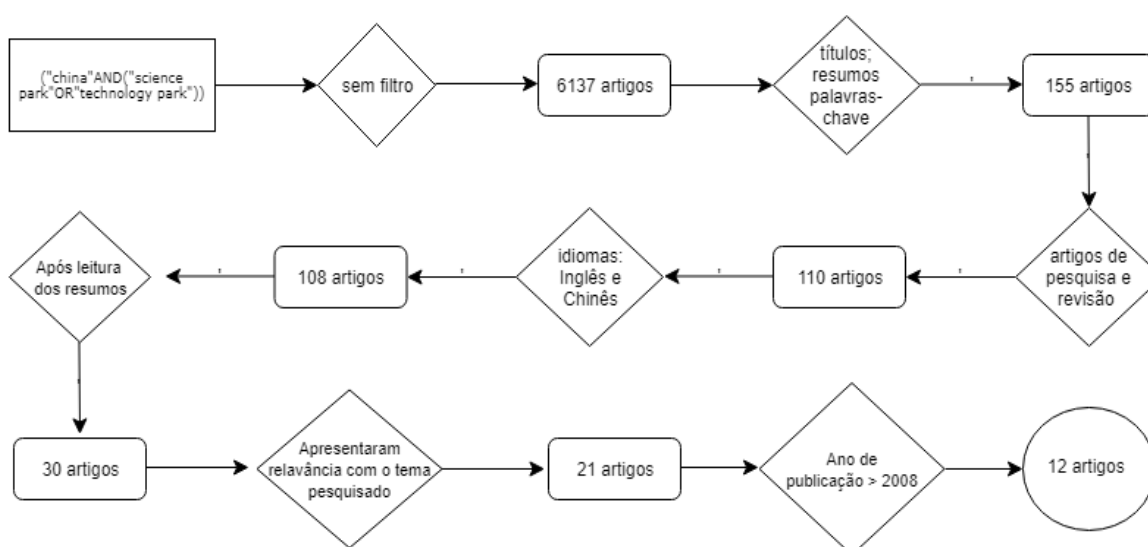 ("china"AND("science
park"OR"technology park"))
sem filtro
6137 artigos
títulos;
resumos
palavras-
chave
155 artigos
artigos de
pesquisa e
revisão
110 artigos
idiomas:
Inglês e
Chinês
108 artigos
Após leitura
dos resumos
30 artigos
Apresentaram
relavância com o tema
pesquisado
21 artigos
Ano de
publicação > 2008
12 artigos